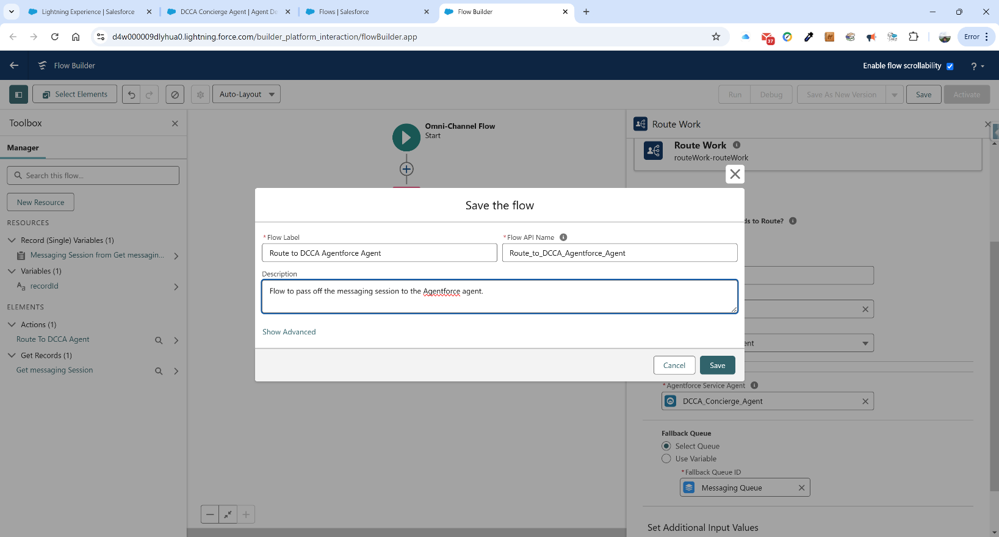 Lightning Experience | Salesforce
DCCA Concierge Agent | Agent De
Flows | Salesforce
Flow Builder
d4w000009dlyhua0.lightning.force.com/builder_platform_interaction/flowBuilder.app
37
Error
Flow Builder
Enable flow scrollability
?
Select Elements
Auto-Layout
Run
Debug
Save As New Version
Save
Activate
Toolbox
Manager
Search this flow...
New Resource
RESOURCES
Record (Single) Variables (1)
Messaging Session from Get messagin...
Variables (1)
Aa recordId
ELEMENTS
Actions (1)
Route To DCCA Agent
Get Records (1)
Get messaging Session
Omni-Channel Flow
Start
Route Work
Route Work
routeWork-routeWork
ds to Route?
ent
*Agentforce Service Agent
DCCA_Concierge_Agent
Fallback Queue
Select Queue
Use Variable
*Fallback Queue ID
Messaging Queue
Set Additional Input Values
Save the flow
*Flow Label
Route to DCCA Agentforce Agent
*Flow API Name
Route_to_DCCA_Agentforce_Agent
Description
Flow to pass off the messaging session to the Agentforce agent.
Show Advanced
Cancel
Save